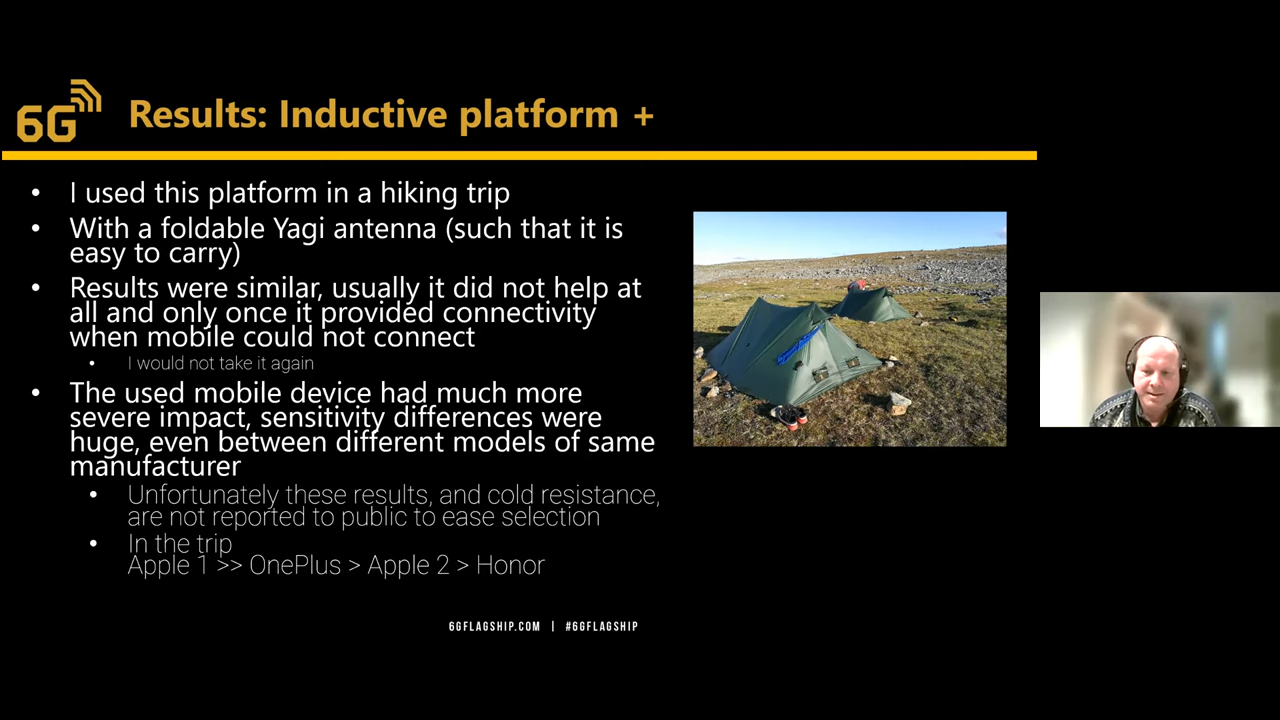 6G
Results: Inductive platform +
• I used this platform in a hiking trip
• With a foldable Yagi antenna (such that it is
easy to carry)
• Results were similar, usually it did not help at
all and only once it provided connectivity
when mobile could not connect
• I would not take it again
• The used mobile device had much more
severe impact, sensitivity differences were
huge, even between different models of same
manufacturer
• Unfortunately these results, and cold resistance,
are not reported to public to ease selection
• In the trip
Apple 1 >> OnePlus > Apple 2 > Honor
6GFLAGSHIP.COM | #6GFLAGSHIP